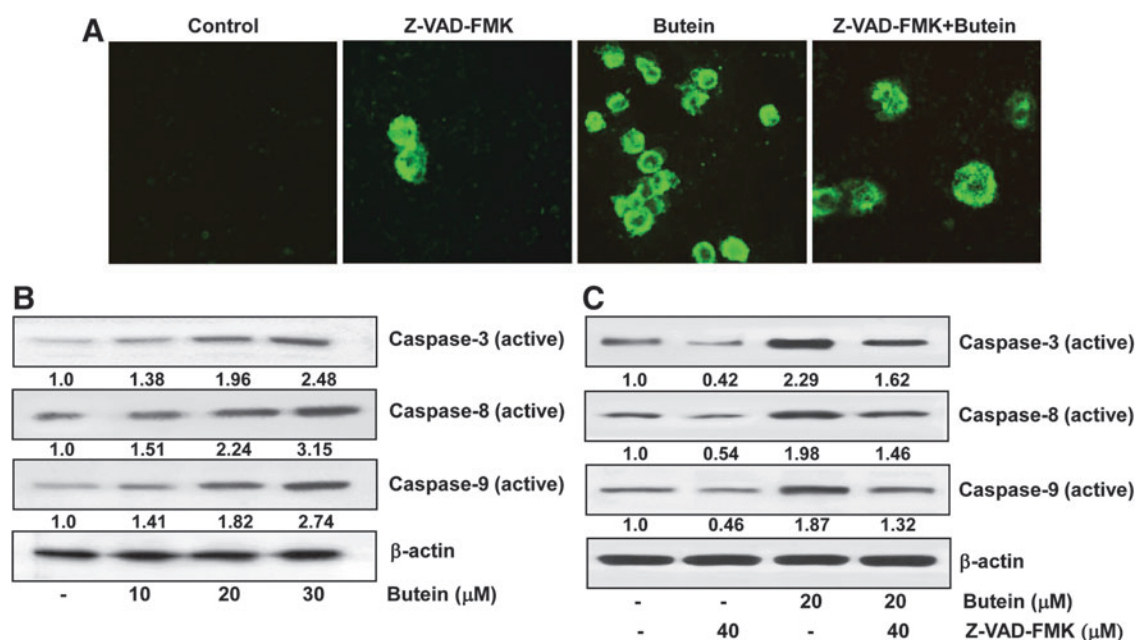 A
Control Z-VAD-FMK Butein Z-VAD-FMK+Butein
B
Caspase-3 (active)
1.0 1.38 1.96 2.48
Caspase-8 (active)
1.0 1.51 2.24 3.15
Caspase-9 (active)
1.0 1.41 1.82 2.74
β-actin
- 10 20 30 Butein (μM)
C
Caspase-3 (active)
1.0 0.42 2.29 1.62
Caspase-8 (active)
1.0 0.54 1.98 1.46
Caspase-9 (active)
1.0 0.46 1.87 1.32
β-actin
- - 20 20 Butein (μM)
- 40 - 40 Z-VAD-FMK (μM)